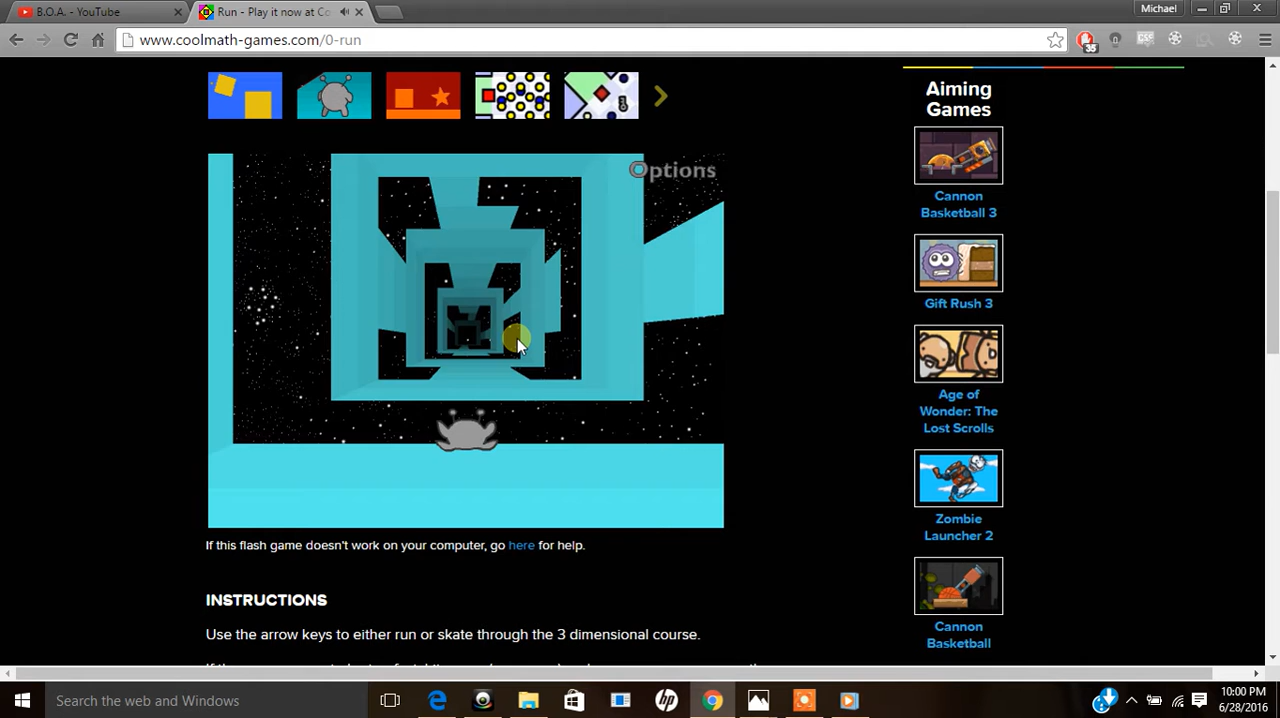 B.O.A. - YouTube
Run - Play it now at Co
Michael
www.coolmath-games.com/0-run
35
Options
Aiming
Games
Cannon
Basketball 3
Gift Rush 3
Age of
Wonder: The
Lost Scrolls
Zombie
Launcher 2
Cannon
Basketball
If this flash game doesn't work on your computer, go here for help.
INSTRUCTIONS
Use the arrow keys to either run or skate through the 3 dimensional course.
Search the web and Windows
10:00 PM
6/28/2016